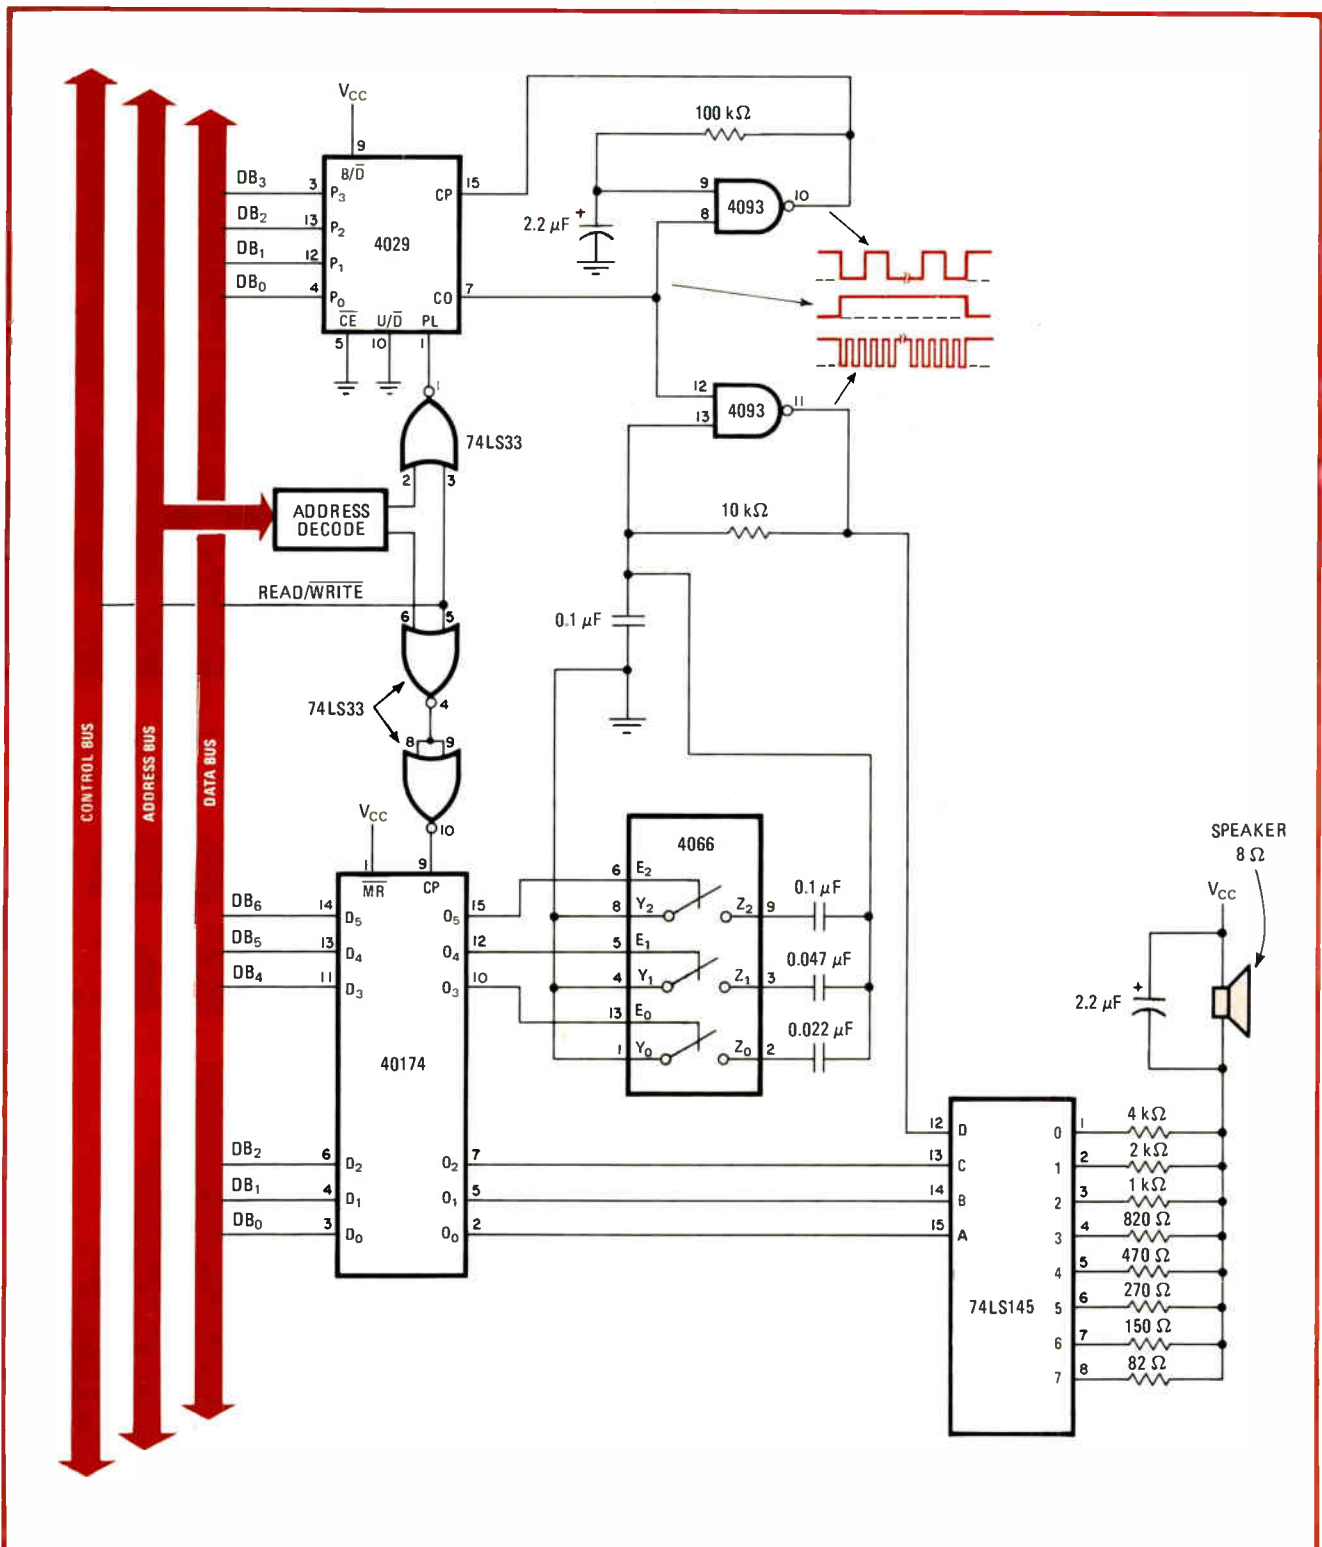 CONTROL BUS
ADDRESS BUS
DATA BUS
V_CC
9
B/D̅
DB3 3 P3
DB2 13 P2
DB1 12 P1
DB0 4 P0
4029
CP 15
CO 7
C̅E̅ U/D̅ PL
5 10 1
1
74LS33
2 3
ADDRESS
DECODE
READ/W̅R̅I̅T̅E̅
6 5
74LS33
4
8 9
10
100 kΩ
2.2 µF
+
9
8
4093
10
12
13
4093
11
10 kΩ
0.1 µF
V_CC
1 9
M̅R̅ CP
DB6 14 D5
DB5 13 D4
DB4 11 D3
40174
DB2 6 D2
DB1 4 D1
DB0 3 D0
O5 15
O4 12
O3 10
O2 7
O1 5
O0 2
4066
6 E2
8 Y2 Z2 9
0.1 µF
5 E1
4 Y1 Z1 3
0.047 µF
13 E0
1 Y0 Z0 2
0.022 µF
SPEAKER
8 Ω
V_CC
2.2 µF
+
12 D
13 C
14 B
15 A
74LS145
0 1 4 kΩ
1 2 2 kΩ
2 3 1 kΩ
3 4 820 Ω
4 5 470 Ω
5 6 270 Ω
6 7 150 Ω
7 8 82 Ω